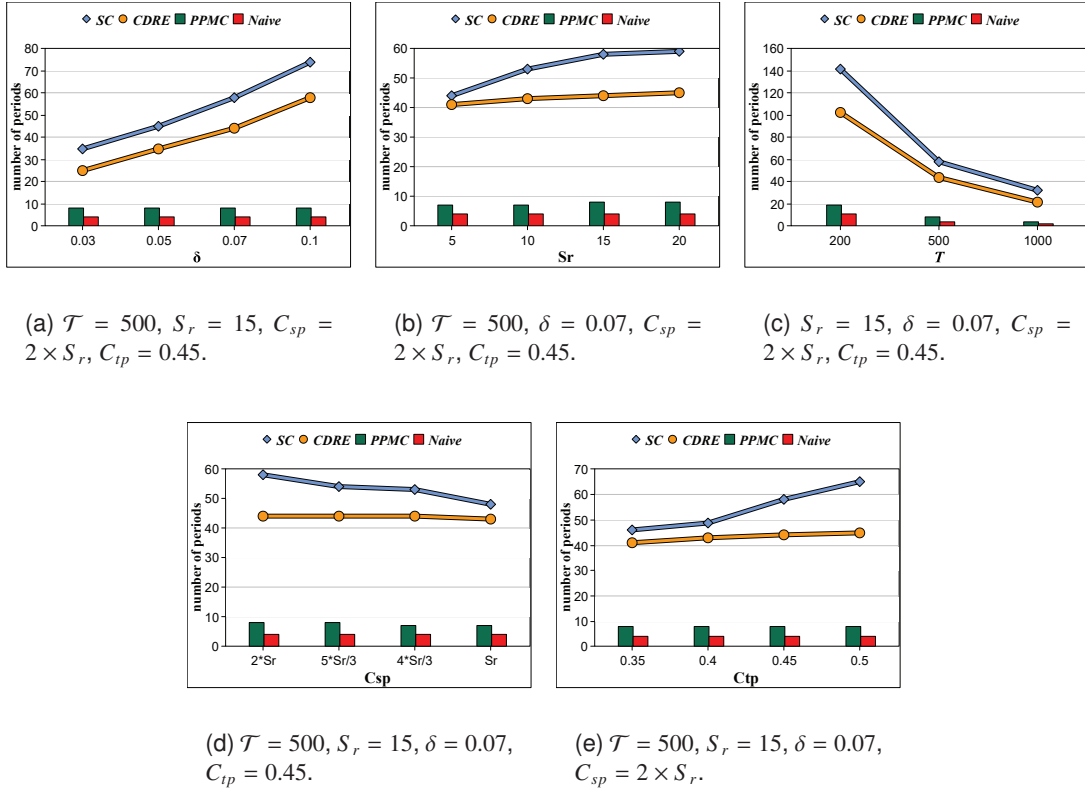 SC CDRE PPMC Naive
80
70
60
50
40
30
20
10
0
number of periods
0.03 0.05 0.07 0.1
δ
SC CDRE PPMC Naive
60
50
40
30
20
10
0
number of periods
5 10 15 20
Sr
SC CDRE PPMC Naive
160
140
120
100
80
60
40
20
0
number of periods
200 500 1000
T
(a) 𝒯 = 500, S_r = 15, C_sp =
2 × S_r, C_tp = 0.45.
(b) 𝒯 = 500, δ = 0.07, C_sp =
2 × S_r, C_tp = 0.45.
(c) S_r = 15, δ = 0.07, C_sp =
2 × S_r, C_tp = 0.45.
SC CDRE PPMC Naive
60
50
40
30
20
10
0
number of periods
2*Sr 5*Sr/3 4*Sr/3 Sr
Csp
SC CDRE PPMC Naive
70
60
50
40
30
20
10
0
number of periods
0.35 0.4 0.45 0.5
Ctp
(d) 𝒯 = 500, S_r = 15, δ = 0.07,
C_tp = 0.45.
(e) 𝒯 = 500, S_r = 15, δ = 0.07,
C_sp = 2 × S_r.